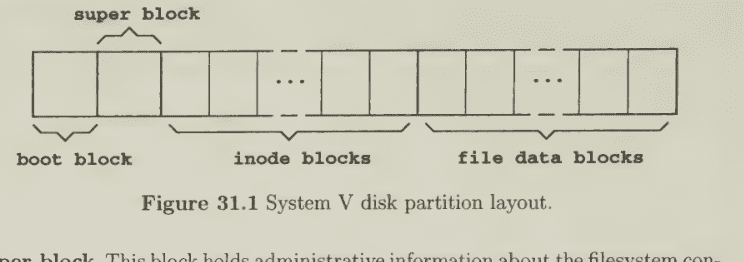 super block
...
...
boot block
inode blocks
file data blocks
Figure 31.1 System V disk partition layout.
block. This block holds administrative information about the filesystem con-